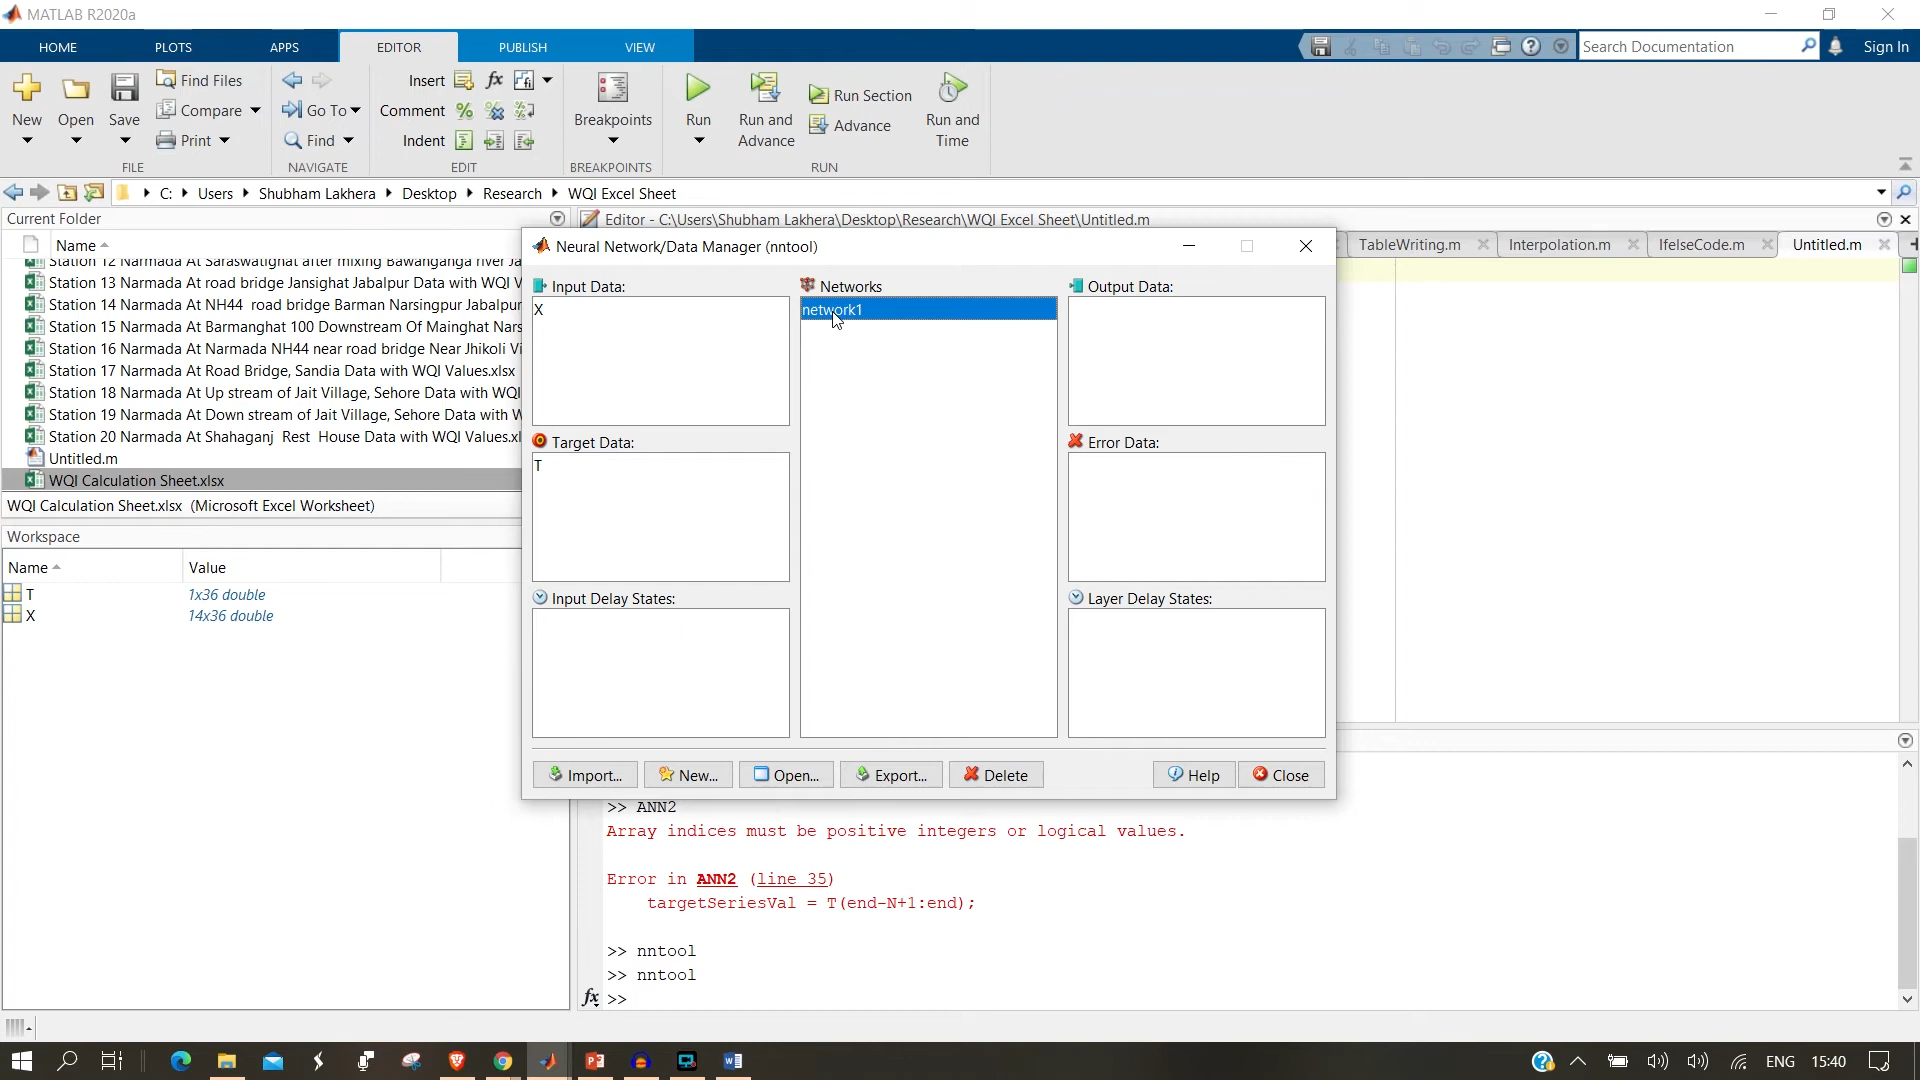 MATLAB R2020a
HOME PLOTS APPS EDITOR PUBLISH VIEW
Search Documentation
Sign In
New
Open
Save
Find Files
Compare
Print
FILE
Go To
Find
NAVIGATE
Insert
Comment
Indent
EDIT
Breakpoints
BREAKPOINTS
Run
Run and Advance
Run Section
Advance
Run and Time
RUN
C: Users Shubham Lakhera Desktop Research WQI Excel Sheet
Current Folder
Editor - C:\Users\Shubham Lakhera\Desktop\Research\WQI Excel Sheet\Untitled.m
TableWriting.m Interpolation.m IfelseCode.m Untitled.m
Name
Station 12 Narmada At Saraswatighat after mixing Bawanganga river Ja
Station 13 Narmada At road bridge Jansighat Jabalpur Data with WQI V
Station 14 Narmada At NH44 road bridge Barman Narsingpur Jabalpur
Station 15 Narmada At Barmanghat 100 Downstream Of Mainghat Nars
Station 16 Narmada At Narmada NH44 near road bridge Near Jhikoli Vi
Station 17 Narmada At Road Bridge, Sandia Data with WQI Values.xlsx
Station 18 Narmada At Up stream of Jait Village, Sehore Data with WQI
Station 19 Narmada At Down stream of Jait Village, Sehore Data with W
Station 20 Narmada At Shahaganj Rest House Data with WQI Values.xl
Untitled.m
WQI Calculation Sheet.xlsx
WQI Calculation Sheet.xlsx (Microsoft Excel Worksheet)
Workspace
Name Value
T 1x36 double
X 14x36 double
Neural Network/Data Manager (nntool)
Input Data:
X
Networks
network1
Output Data:
Target Data:
T
Error Data:
Input Delay States:
Layer Delay States:
Import... New... Open... Export... Delete Help Close
>> ANN2
Array indices must be positive integers or logical values.
Error in ANN2 (line 35)
targetSeriesVal = T(end-N+1:end);
>> nntool
>> nntool
fx >>
ENG 15:40